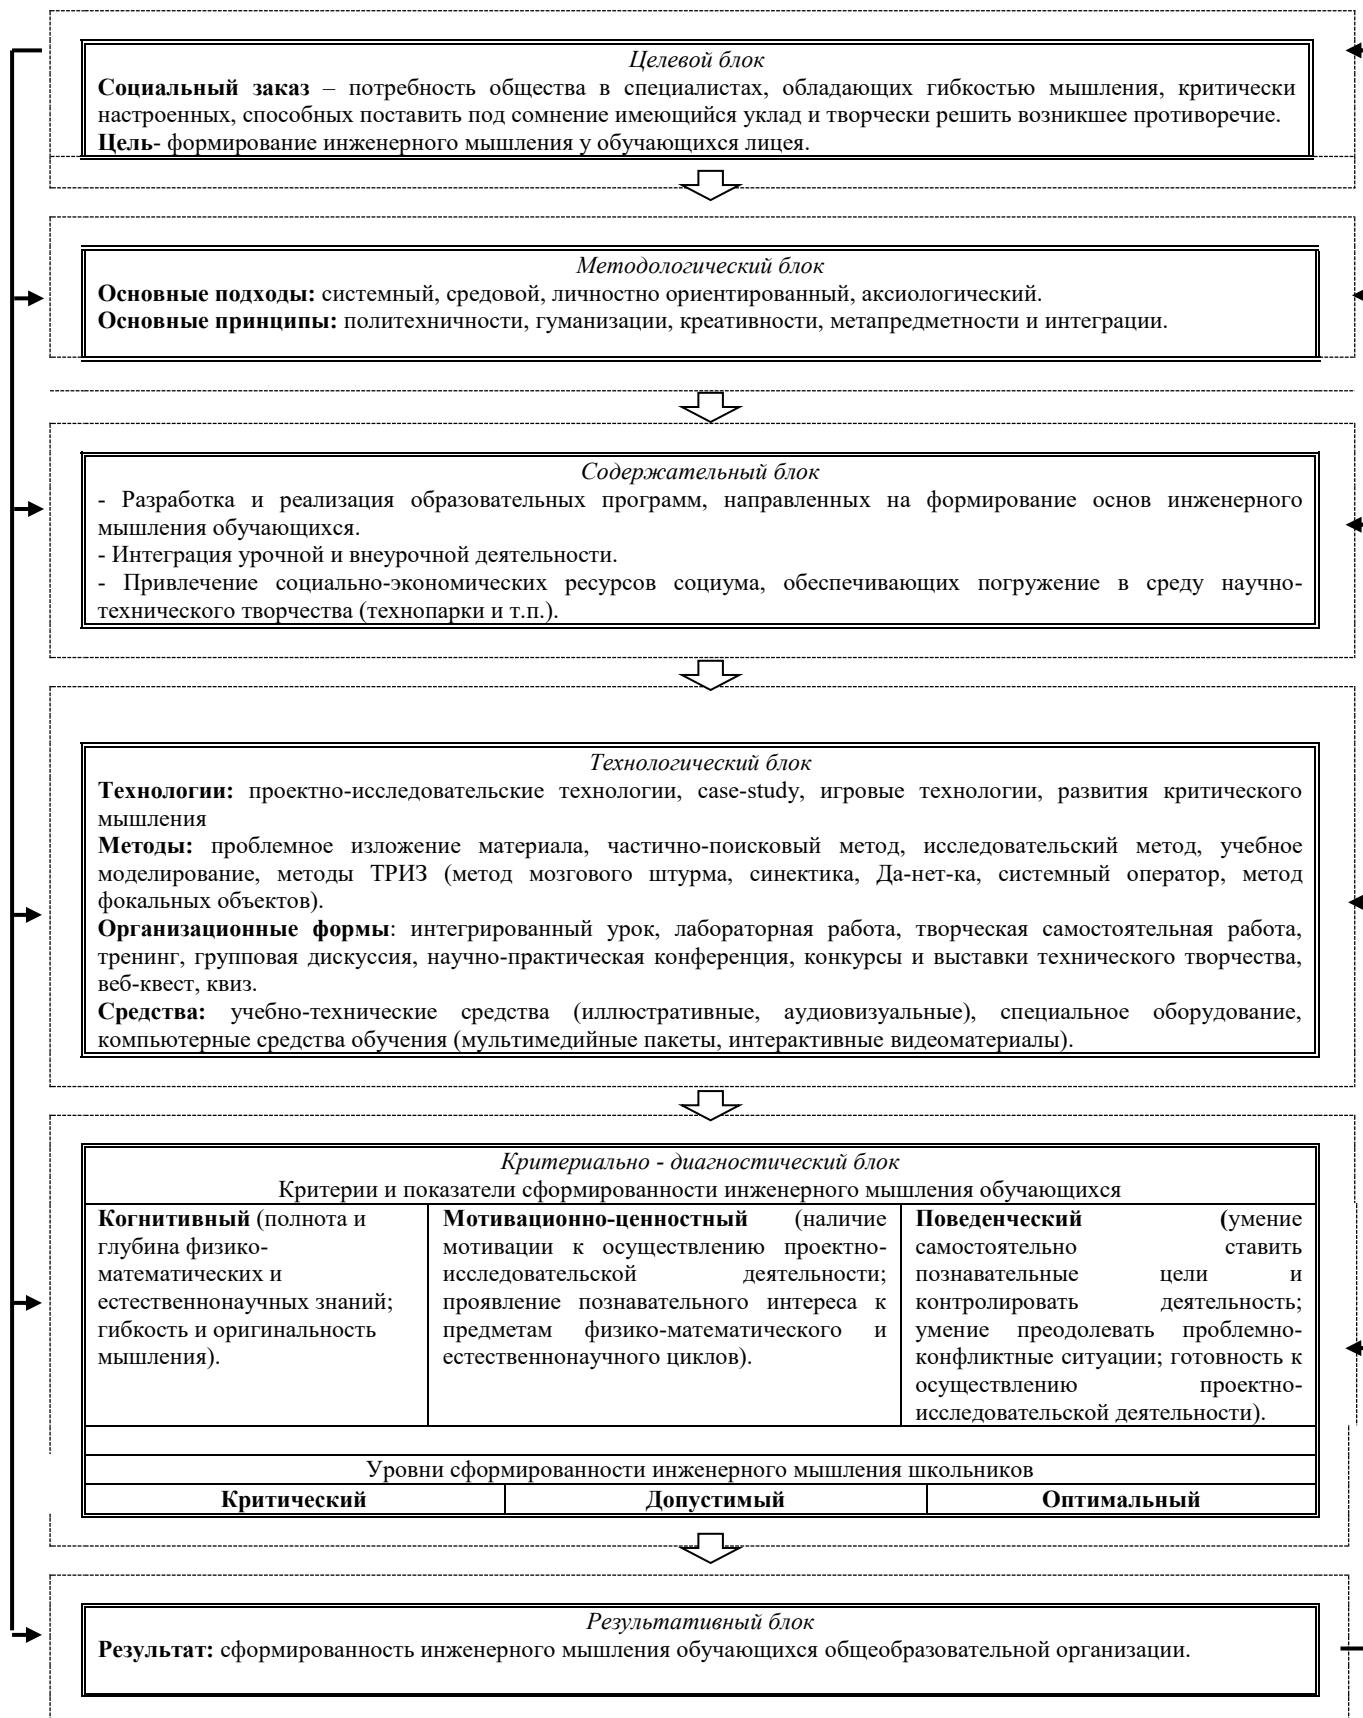 Целевой блок
Социальный заказ – потребность общества в специалистах, обладающих гибкостью мышления, критически
настроенных, способных поставить под сомнение имеющийся уклад и творчески решить возникшее противоречие.
Цель- формирование инженерного мышления у обучающихся лицея.
Методологический блок
Основные подходы: системный, средовой, личностно ориентированный, аксиологический.
Основные принципы: политехничности, гуманизации, креативности, метапредметности и интеграции.
Содержательный блок
- Разработка и реализация образовательных программ, направленных на формирование основ инженерного
мышления обучающихся.
- Интеграция урочной и внеурочной деятельности.
- Привлечение социально-экономических ресурсов социума, обеспечивающих погружение в среду научно-
технического творчества (технопарки и т.п.).
Технологический блок
Технологии: проектно-исследовательские технологии, case-study, игровые технологии, развития критического
мышления
Методы: проблемное изложение материала, частично-поисковый метод, исследовательский метод, учебное
моделирование, методы ТРИЗ (метод мозгового штурма, синектика, Да-нет-ка, системный оператор, метод
фокальных объектов).
Организационные формы: интегрированный урок, лабораторная работа, творческая самостоятельная работа,
тренинг, групповая дискуссия, научно-практическая конференция, конкурсы и выставки технического творчества,
веб-квест, квиз.
Средства: учебно-технические средства (иллюстративные, аудиовизуальные), специальное оборудование,
компьютерные средства обучения (мультимедийные пакеты, интерактивные видеоматериалы).
Критериально - диагностический блок
Критерии и показатели сформированности инженерного мышления обучающихся
Когнитивный (полнота и
глубина физико-
математических и
естественнонаучных знаний;
гибкость и оригинальность
мышления).
Мотивационно-ценностный (наличие
мотивации к осуществлению проектно-
исследовательской деятельности;
проявление познавательного интереса к
предметам физико-математического и
естественнонаучного циклов).
Поведенческий (умение
самостоятельно ставить
познавательные цели и
контролировать деятельность;
умение преодолевать проблемно-
конфликтные ситуации; готовность к
осуществлению проектно-
исследовательской деятельности).
Уровни сформированности инженерного мышления школьников
Критический
Допустимый
Оптимальный
Результативный блок
Результат: сформированность инженерного мышления обучающихся общеобразовательной организации.